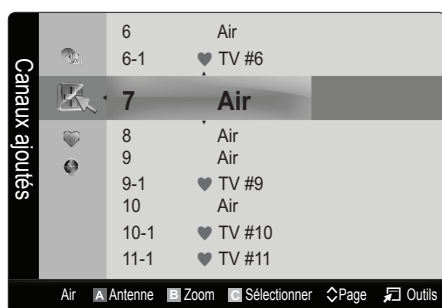 Canaux ajoutés
6 Air
6-1 ♥ TV #6
7 Air
8 Air
9 Air
9-1 ♥ TV #9
10 Air
10-1 ♥ TV #10
11-1 ♥ TV #11
Air A Antenne B Zoom C Sélectionner Page Outils